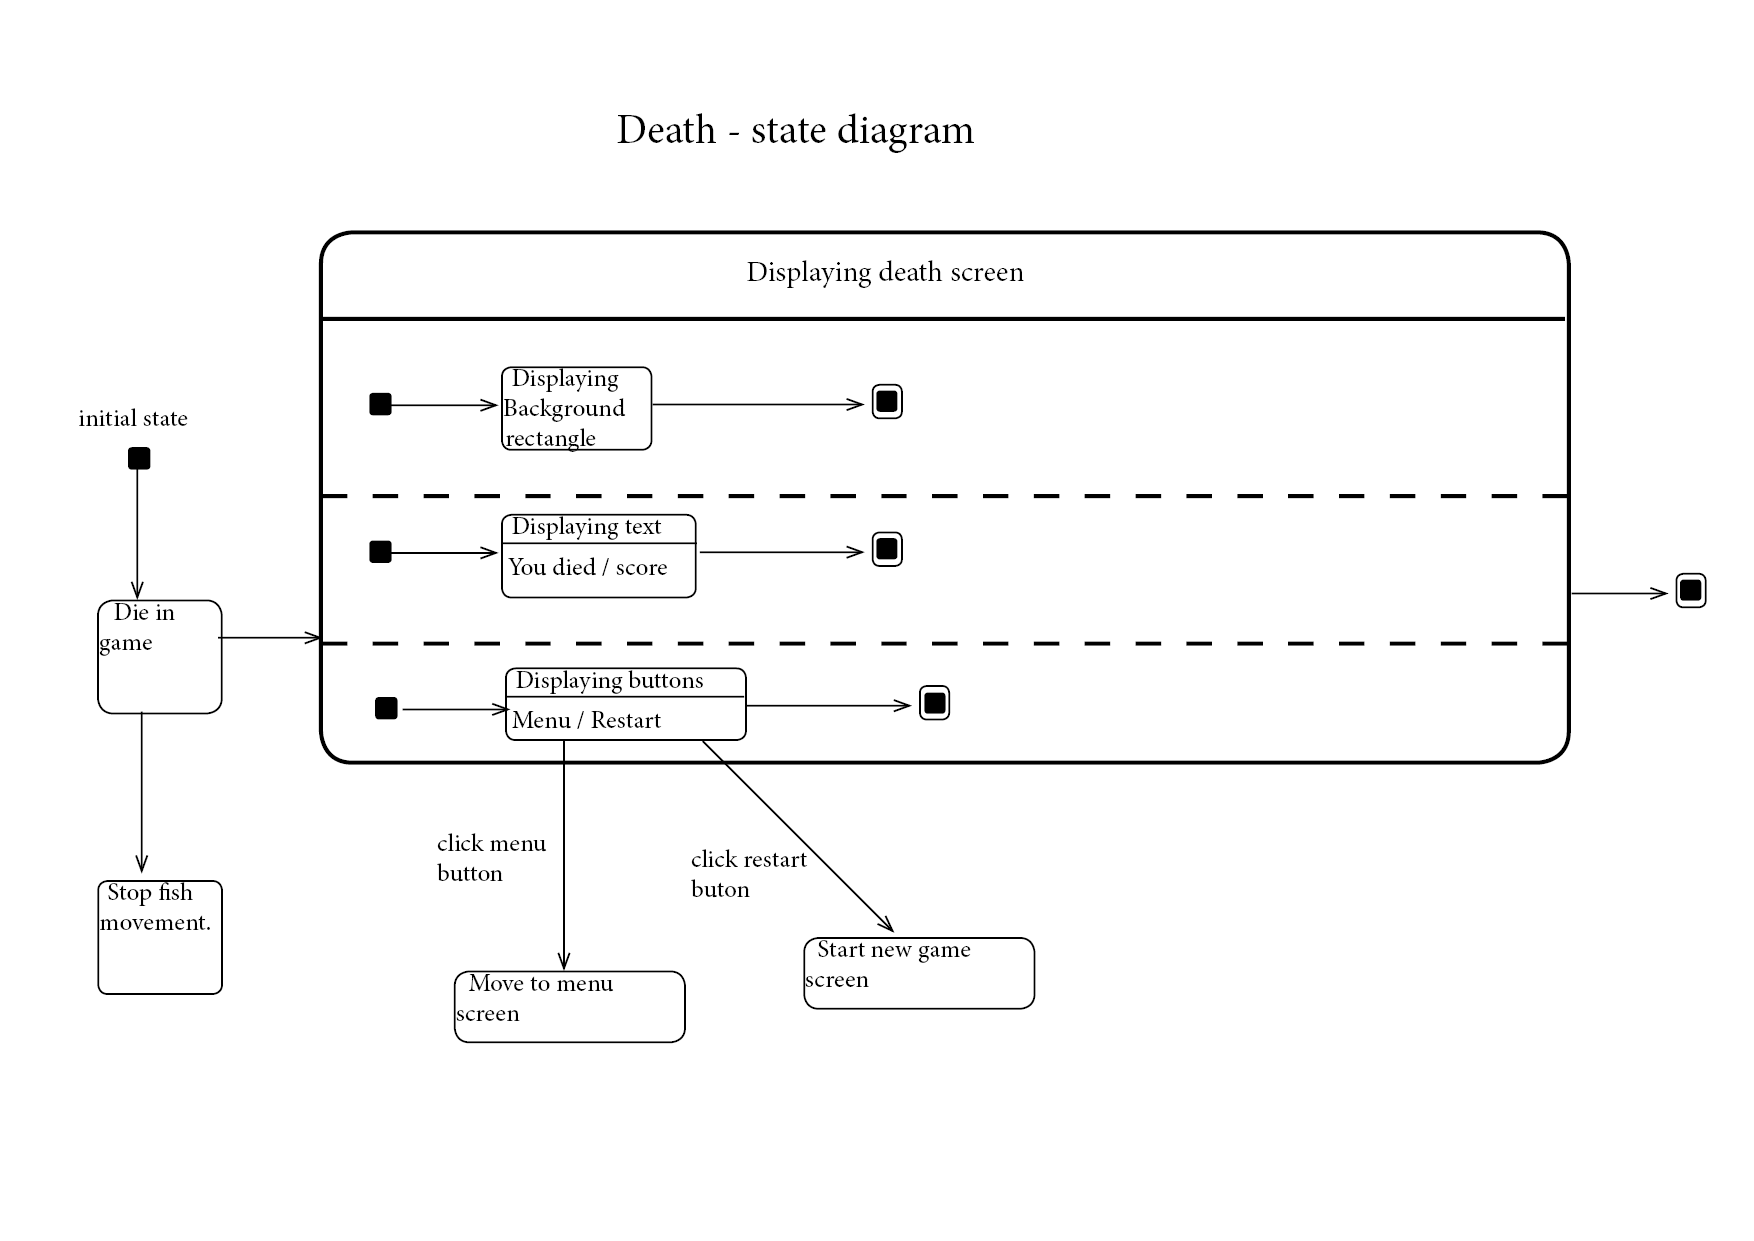 Death - state diagram
Displaying death screen
initial state
Displaying
Background
rectangle
Displaying text
You died / score
Die in
game
Displaying buttons
Menu / Restart
click menu
button
click restart
buton
Stop fish
movement.
Move to menu
screen
Start new game
screen